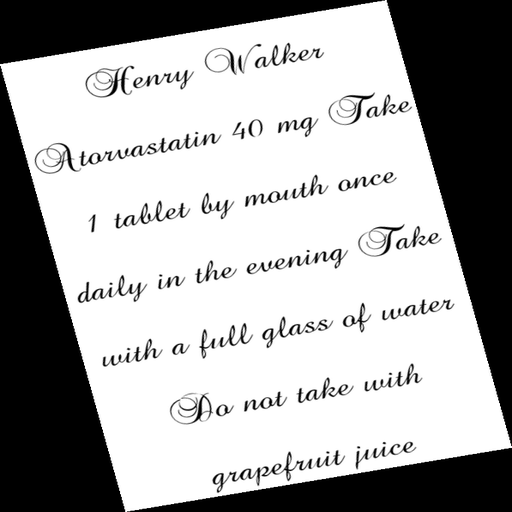 Henry Walker
Atorvastatin 40 mg Take
1 tablet by mouth once
daily in the evening Take
with a full glass of water
Do not take with
grapefruit juice